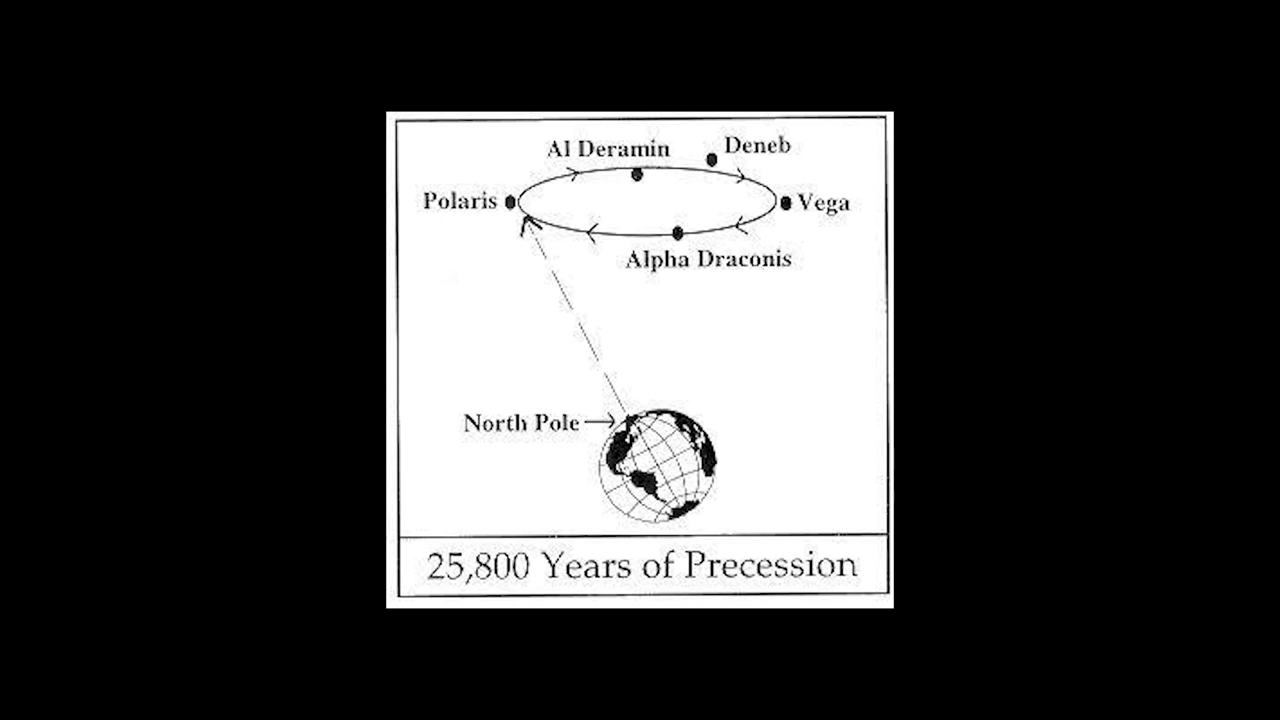 Al Deramin
Deneb
Polaris
Vega
Alpha Draconis
North Pole
25,800 Years of Precession